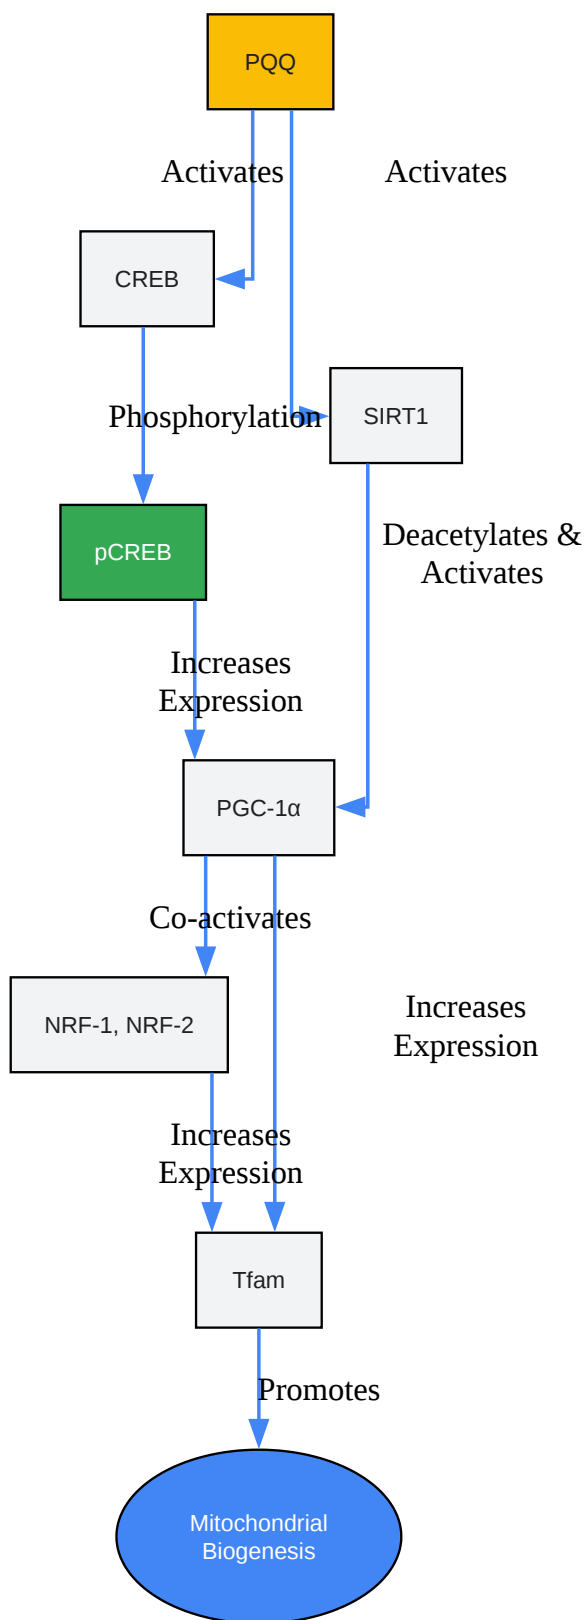 PQQ
Activates
Activates
CREB
Phosphorylation
SIRT1
Deacetylates &
Activates
pCREB
Increases
Expression
PGC-1α
Co-activates
NRF-1, NRF-2
Increases
Expression
Increases
Expression
Tfam
Promotes
Mitochondrial
Biogenesis